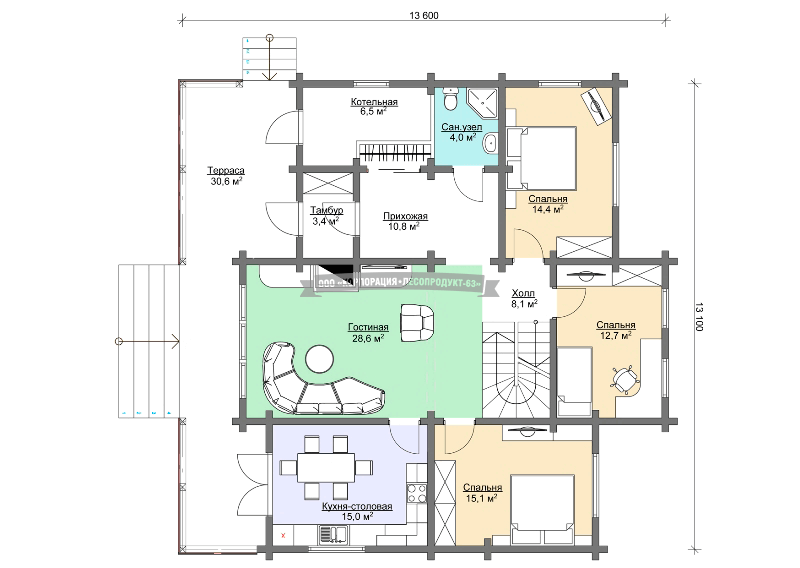 13 600
Котельная
6,5 м²
Сан.узел
4,0 м²
Терраса
30,6 м²
Спальня
14,4 м²
Тамбур
3,4 м²
Прихожая
10,8 м²
ООО «КОРПОРАЦИЯ•ЛЕСОПРОДУКТ-63»
Холл
8,1 м²
13 100
Гостиная
28,6 м²
Спальня
12,7 м²
Спальня
15,1 м²
Кухня-столовая
15,0 м²
X